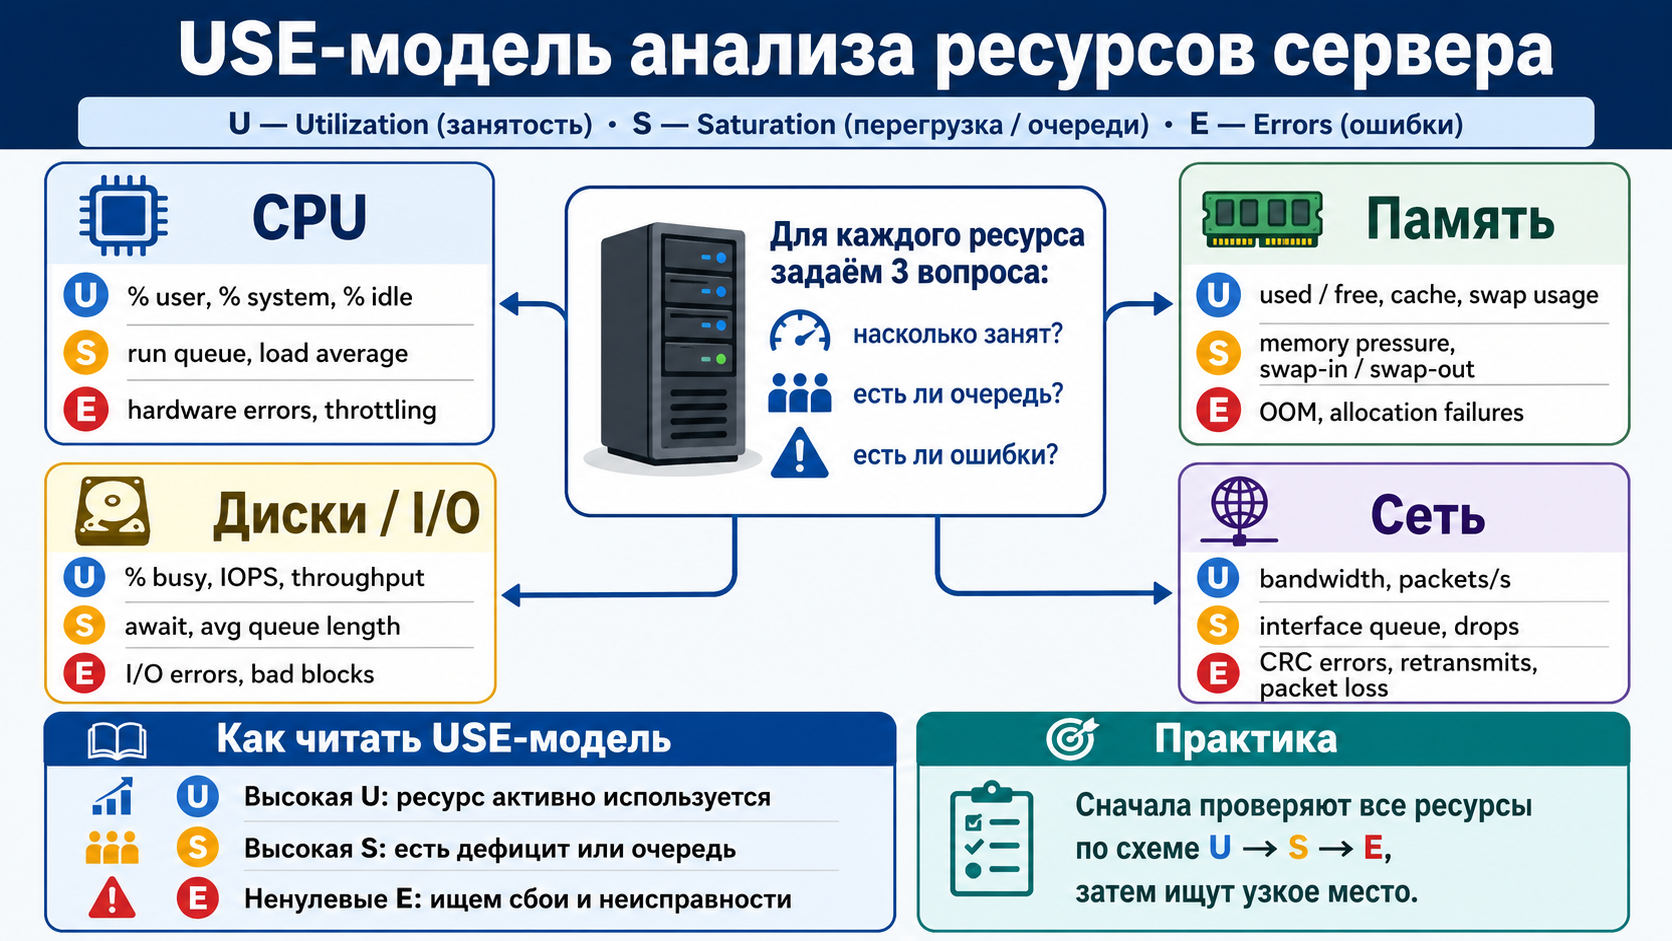 USE-модель анализа ресурсов сервера
U — Utilization (занятость) • S — Saturation (перегрузка / очереди) • E — Errors (ошибки)
CPU
U % user, % system, % idle
S run queue, load average
E hardware errors, throttling
Для каждого ресурса
задаём 3 вопроса:
насколько занят?
есть ли очередь?
есть ли ошибки?
Память
U used / free, cache, swap usage
S memory pressure,
swap-in / swap-out
E OOM, allocation failures
Диски / I/O
U % busy, IOPS, throughput
S await, avg queue length
E I/O errors, bad blocks
Сеть
U bandwidth, packets/s
S interface queue, drops
E CRC errors, retransmits,
packet loss
Как читать USE-модель
U Высокая U: ресурс активно используется
S Высокая S: есть дефицит или очередь
E Ненулевые E: ищем сбои и неисправности
Практика
Сначала проверяют все ресурсы
по схеме U → S → E,
затем ищут узкое место.